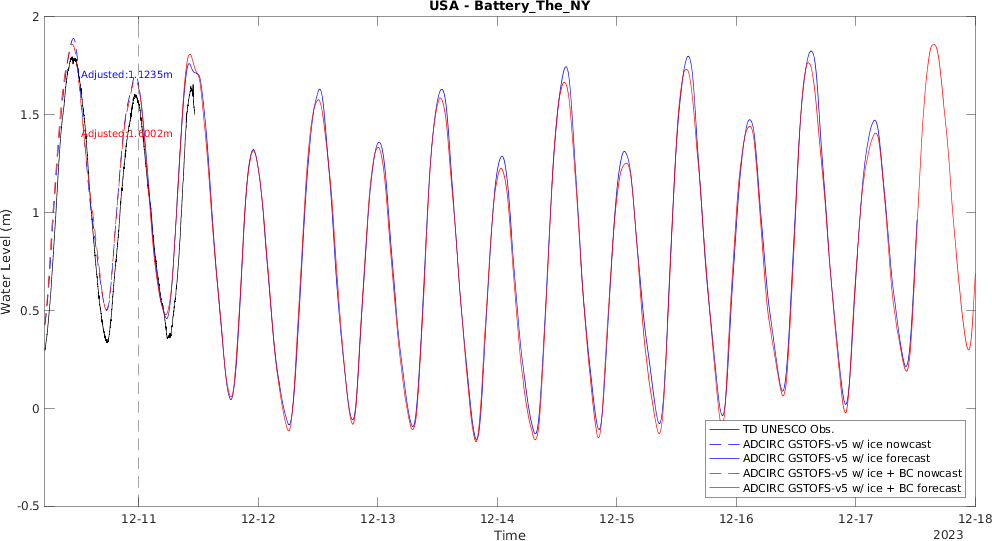 USA - Battery_The_NY
2
1.5
1
0.5
0
-0.5
Water Level (m)
Adjusted:1.1235m
Adjusted:1.6002m
TD UNESCO Obs.
ADCIRC GSTOFS-v5 w/ ice nowcast
ADCIRC GSTOFS-v5 w/ ice forecast
ADCIRC GSTOFS-v5 w/ ice + BC nowcast
ADCIRC GSTOFS-v5 w/ ice + BC forecast
12-11 12-12 12-13 12-14 12-15 12-16 12-17 12-18
Time
2023